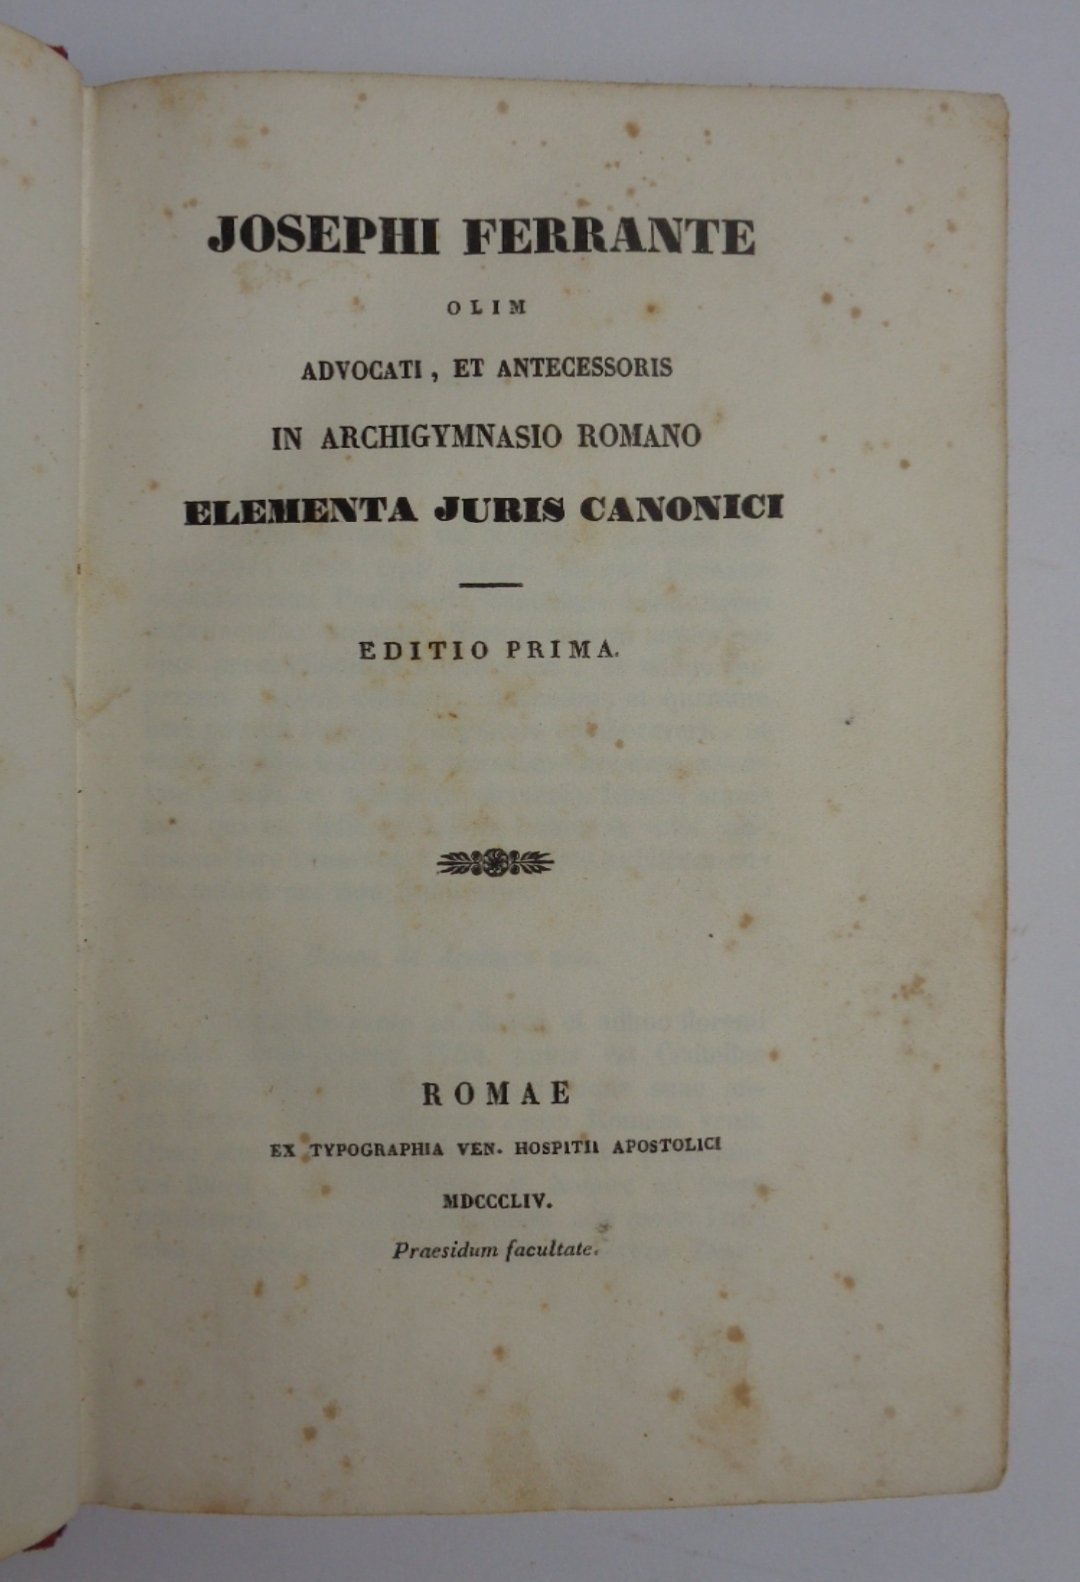 JOSEPHI FERRANTE
OLIM
ADVOCATI, ET ANTECESSORIS
IN ARCHIGYMNASIO ROMANO
ELEMENTA JURIS CANONICI
EDITIO PRIMA.
ROMAE
EX TYPOGRAPHIA VEN. HOSPITII APOSTOLICI
MDCCCLIV.
Praesidum facultate.